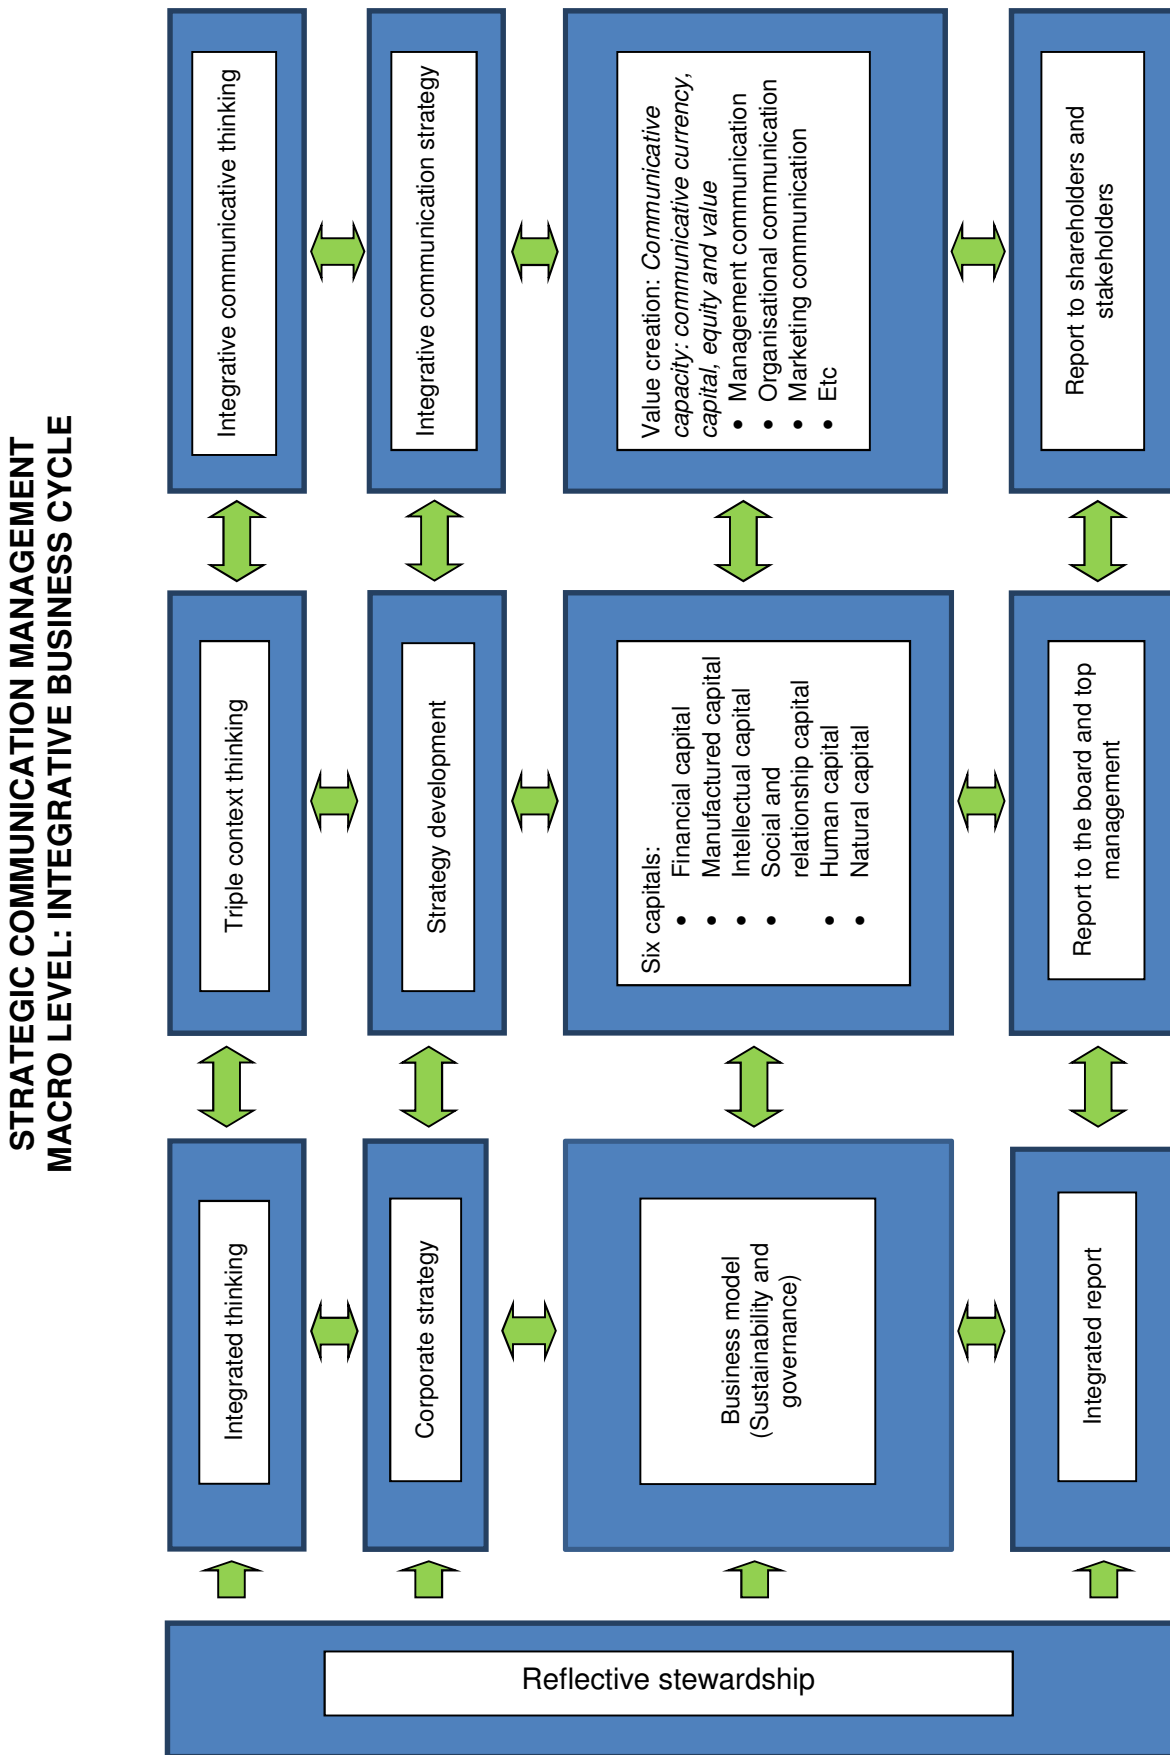 STRATEGIC COMMUNICATION MANAGEMENT
MACRO LEVEL: INTEGRATIVE BUSINESS CYCLE
Reflective stewardship
Integrated thinking
Triple context thinking
Integrative communicative thinking
Corporate strategy
Strategy development
Integrative communication strategy
Business model
(Sustainability and
governance)
Six capitals:
• Financial capital
• Manufactured capital
• Intellectual capital
• Social and
relationship capital
• Human capital
• Natural capital
Value creation: Communicative
capacity: communicative currency,
capital, equity and value
• Management communication
• Organisational communication
• Marketing communication
• Etc
Integrated report
Report to the board and top
management
Report to shareholders and
stakeholders